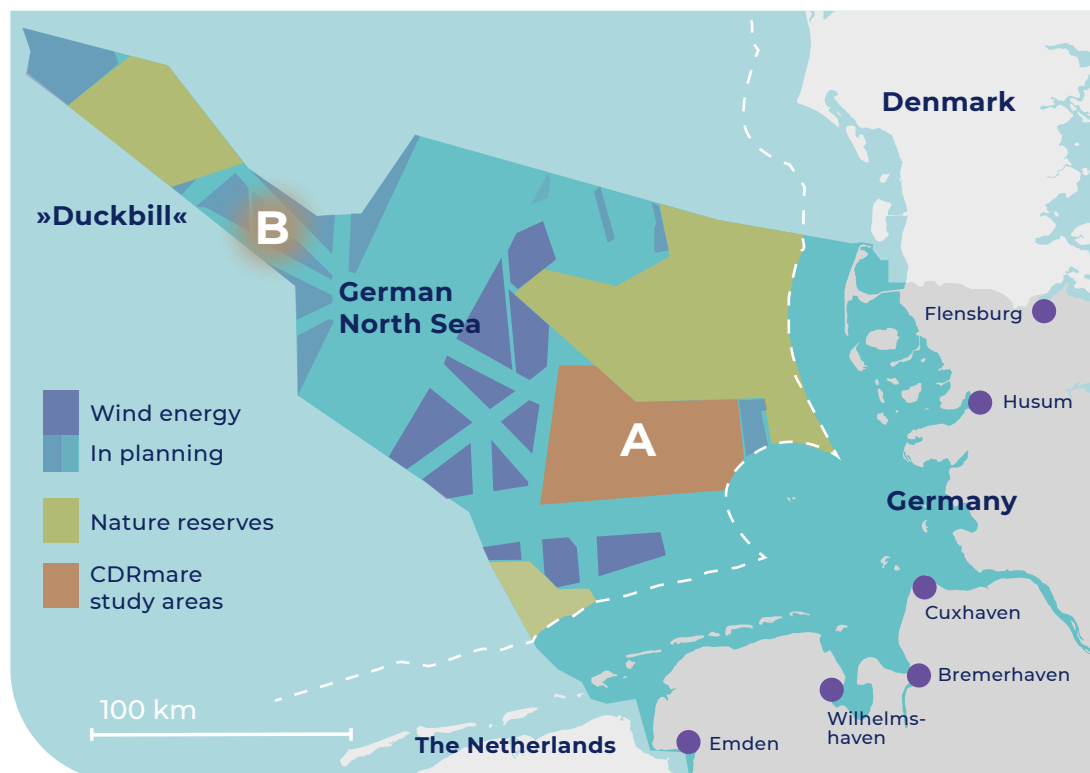 Denmark
»Duckbill«
B
German
North Sea
Flensburg
Husum
Wind energy
In planning
A
Nature reserves
Germany
CDRmare
study areas
Cuxhaven
Bremerhaven
100 km
Wilhelms-
haven
The Netherlands
Emden